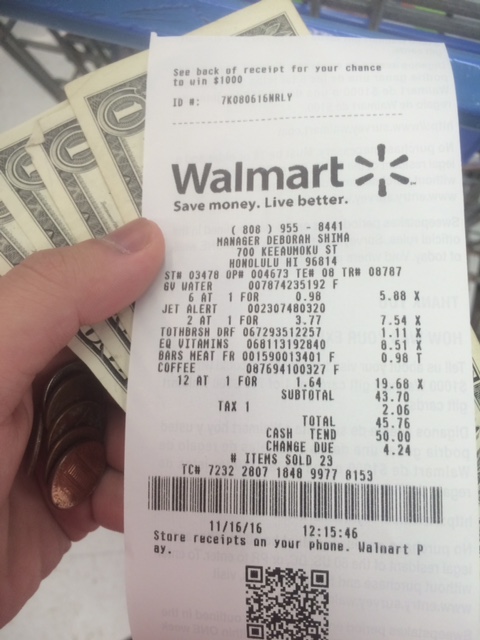 See back of receipt for your chance
to win $1000
ID #: 7K0B0616NRLY
Walmart
Save money. Live better.
( 808 ) 955 - 8441
MANAGER DEBORAH SHIMA
700 KEEAUMOKU ST
HONOLULU HI 96814
ST# 03478 OP# 004673 TE# 08 TR# 08787
GV WATER 007874235192 F
6 AT 1 FOR 0.98 5.88 X
JET ALERT 002307480320
2 AT 1 FOR 3.77 7.54 X
TOTHBRSH DRF 067293512257 1.11 X
EQ VITAMINS 068113192840 8.51 X
BARS MEAT FR 001590013401 F 0.98 T
COFFEE 087694100327 F
12 AT 1 FOR 1.64 19.68 X
SUBTOTAL 43.70
TAX 1 2.06
TOTAL 45.76
CASH TEND 50.00
CHANGE DUE 4.24
# ITEMS SOLD 23
TC# 7232 2807 1848 9977 8153
11/16/16 12:15:46
Store receipts on your phone. Walmart P
ay.